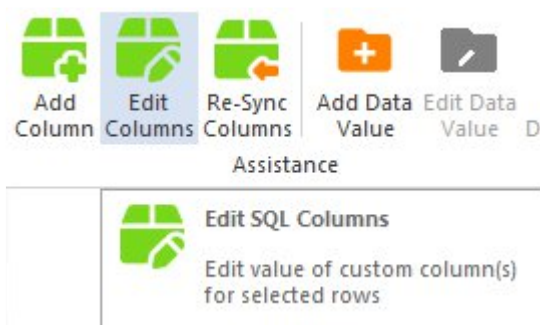 Add Column
Edit Columns
Re-Sync Columns
Add Data Value
Edit Data Value
D
Assistance
Edit SQL Columns
Edit value of custom column(s)
for selected rows